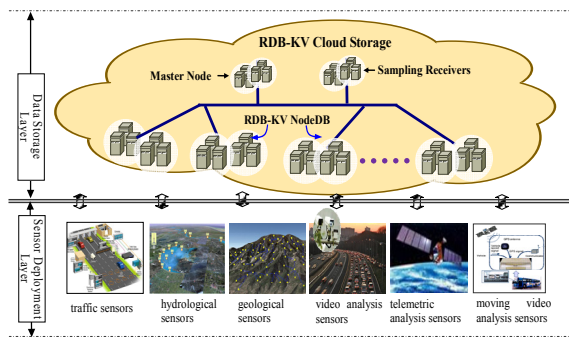 RDB-KV Cloud Storage
Master Node
Sampling Receivers
RDB-KV NodeDB
Data Storage
Layer
Sensor Deployment
Layer
traffic sensors
hydrological
sensors
geological
sensors
video analysis
sensors
telemetric
analysis sensors
moving video
analysis sensors